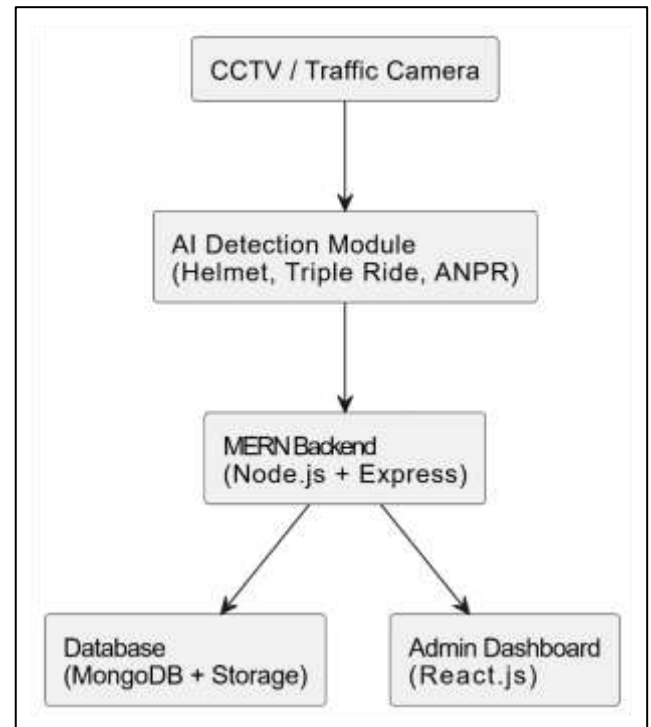 CCTV / Traffic Camera
AI Detection Module
(Helmet, Triple Ride, ANPR)
MERN Backend
(Node.js + Express)
Database
(MongoDB + Storage)
Admin Dashboard
(React.js)